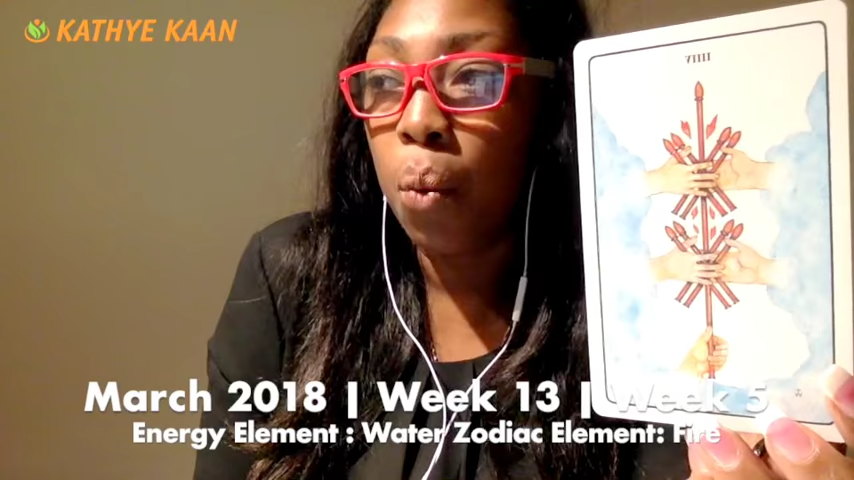 KATHYE KAAN
VIIII
March 2018 | Week 13 | Week 5
Energy Element : Water Zodiac Element: Fire